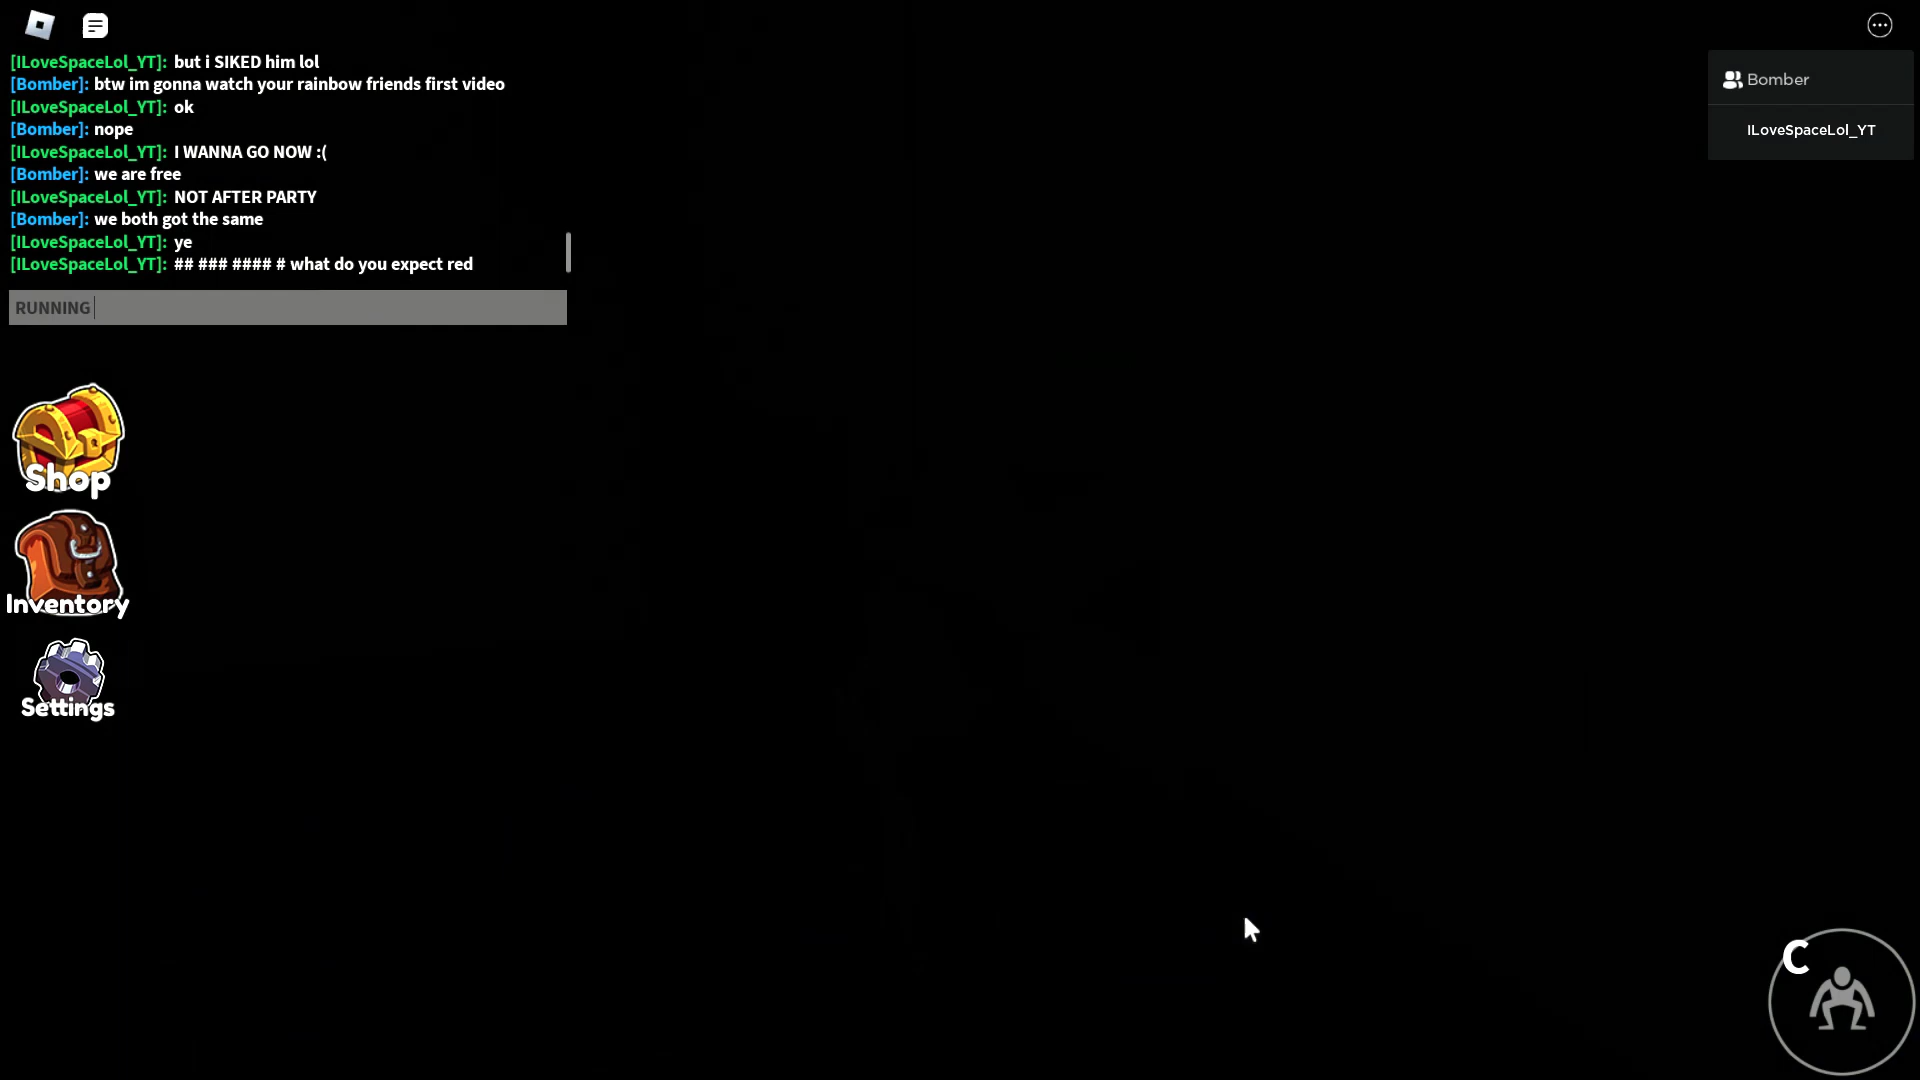 [ILoveSpaceLol_YT]: but i SIKED him lol
[Bomber]: btw im gonna watch your rainbow friends first video
[ILoveSpaceLol_YT]: ok
[Bomber]: nope
[ILoveSpaceLol_YT]: I WANNA GO NOW :(
[Bomber]: we are free
[ILoveSpaceLol_YT]: NOT AFTER PARTY
[Bomber]: we both got the same
[ILoveSpaceLol_YT]: ye
[ILoveSpaceLol_YT]: ## ### #### # what do you expect red
RUNNING
Bomber
ILoveSpaceLol_YT
Shop
Inventory
Settings
C